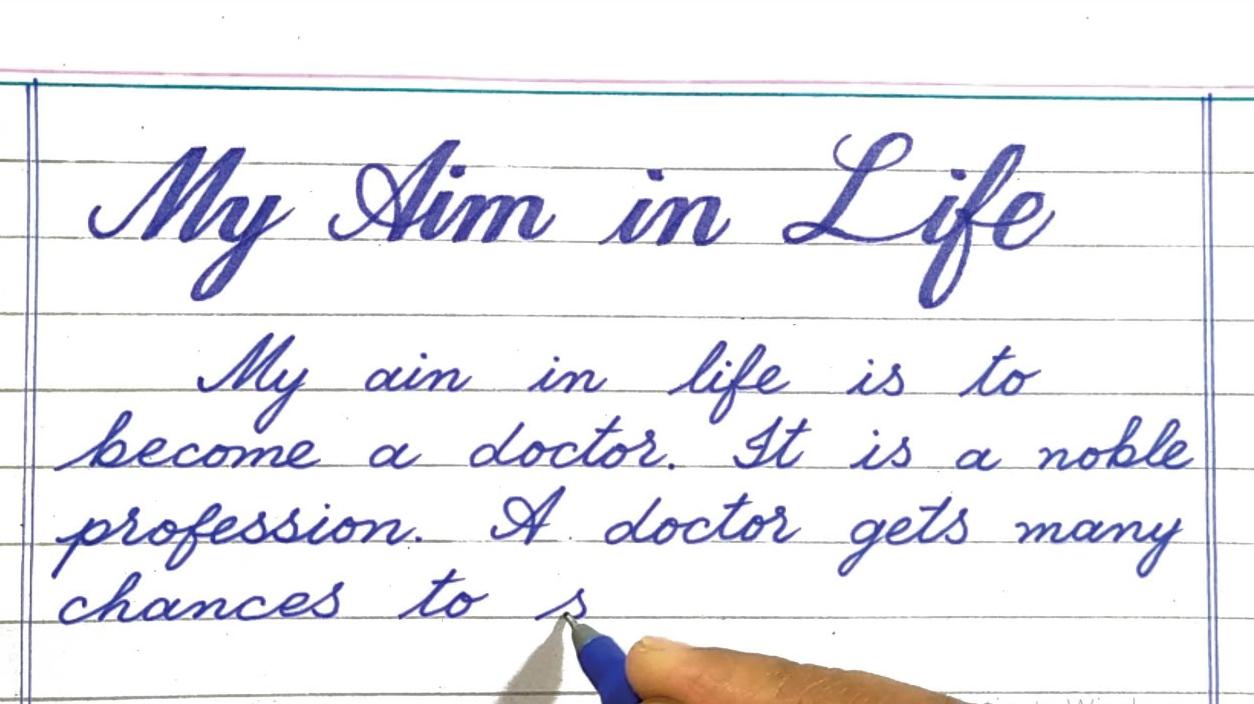 My Aim in Life
My ain in life is to
become a doctor. It is a noble
profession. A doctor gets many
chances to s